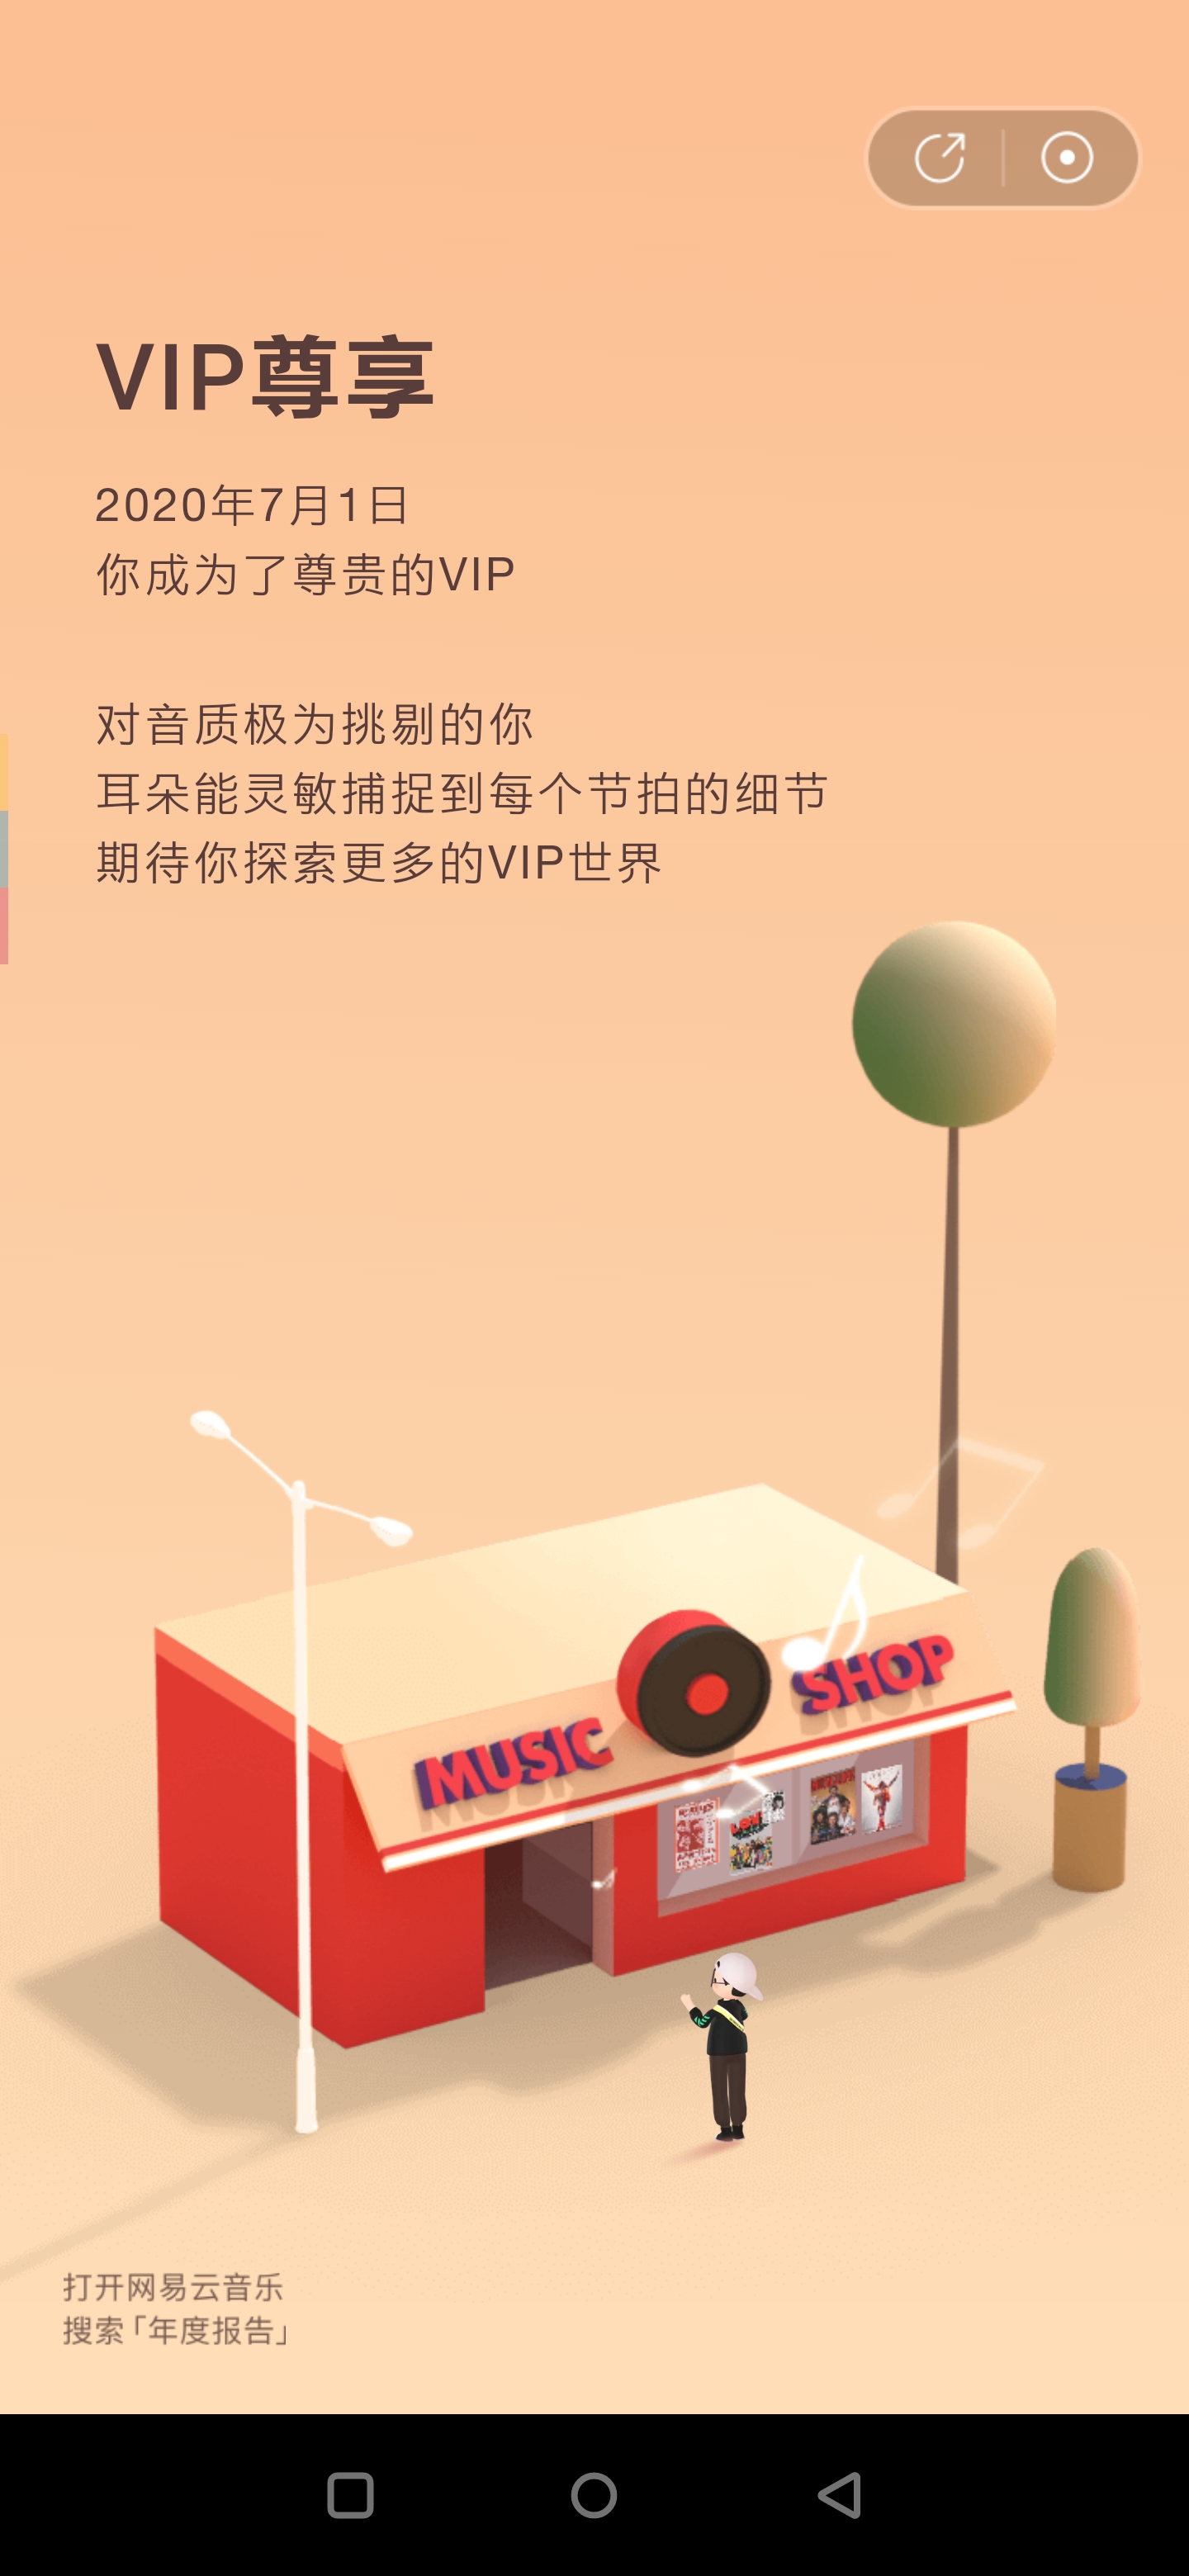 VIP尊享
2020年7月1日
你成为了尊贵的VIP
对音质极为挑剔的你
耳朵能灵敏捕捉到每个节拍的细节
期待你探索更多的VIP世界
MUSIC SHOP
打开网易云音乐
搜索「年度报告」